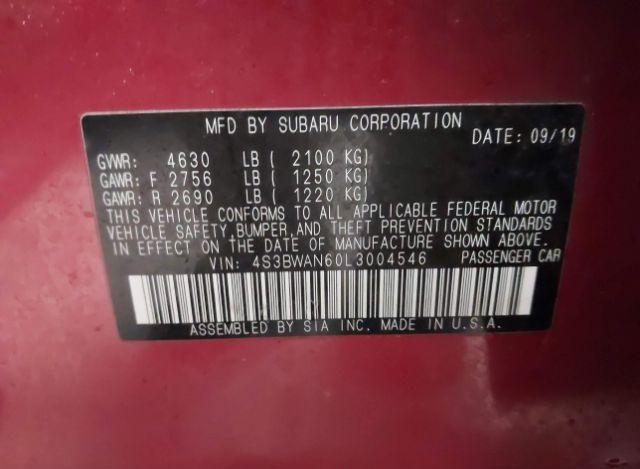 MFD BY SUBARU CORPORATION
DATE: 09/19
GVWR: 4630 LB ( 2100 KG)
GAWR: F 2756 LB ( 1250 KG)
GAWR: R 2690 LB ( 1220 KG)
THIS VEHICLE CONFORMS TO ALL APPLICABLE FEDERAL MOTOR
VEHICLE SAFETY,BUMPER,AND THEFT PREVENTION STANDARDS
IN EFFECT ON THE DATE OF MANUFACTURE SHOWN ABOVE.
VIN: 4S3BWAN60L3004546 PASSENGER CAR
ASSEMBLED BY SIA INC. MADE IN U.S.A.